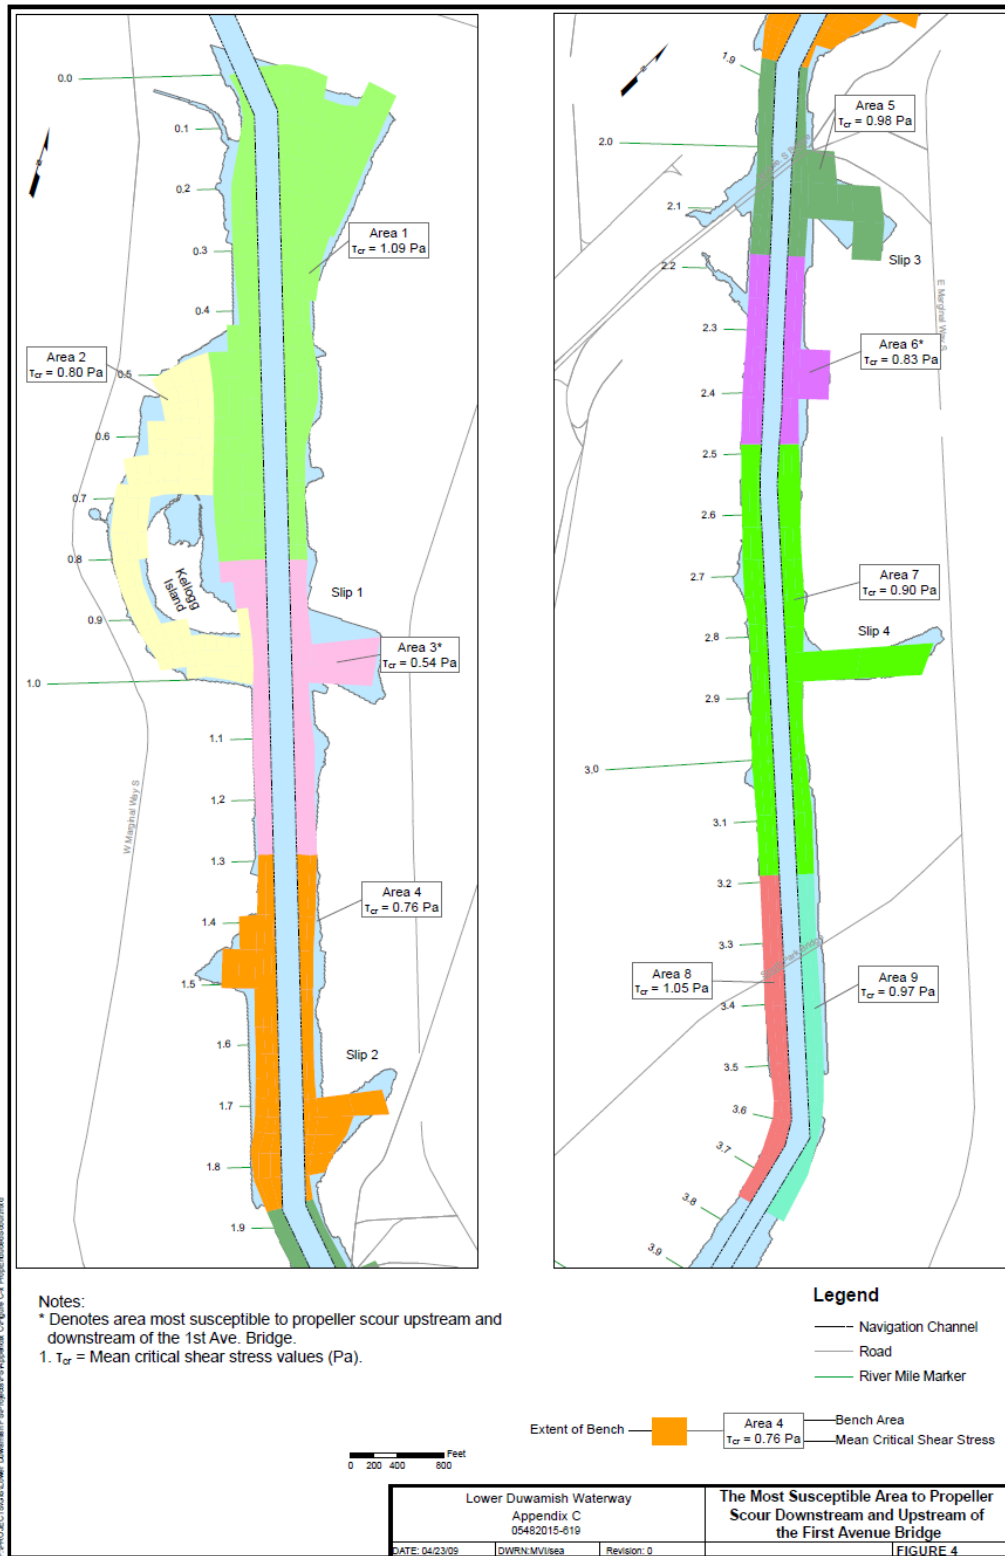 0.0
0.1
0.2
0.3
0.4
0.5
0.6
0.7
0.8
0.9
1.0
1.1
1.2
1.3
1.4
1.5
1.6
1.7
1.8
1.9
Area 1
τcr = 1.09 Pa
Area 2
τcr = 0.80 Pa
Kellogg
Island
Slip 1
Area 3*
τcr = 0.54 Pa
W Marginal Way S
Area 4
τcr = 0.76 Pa
Slip 2
1.9
2.0
2.1
2.2
2.3
2.4
2.5
2.6
2.7
2.8
2.9
3.0
3.1
3.2
3.3
3.4
3.5
3.6
3.7
3.8
3.9
Area 5
τcr = 0.98 Pa
Slip 3
E Marginal Way S
Area 6*
τcr = 0.83 Pa
Area 7
τcr = 0.90 Pa
Slip 4
Area 8
τcr = 1.05 Pa
Area 9
τcr = 0.97 Pa
Notes:
* Denotes area most susceptible to propeller scour upstream and
downstream of the 1st Ave. Bridge.
1. τcr = Mean critical shear stress values (Pa).
Legend
Navigation Channel
Road
River Mile Marker
Extent of Bench
Area 4
τcr = 0.76 Pa
Bench Area
Mean Critical Shear Stress
Feet
0 200 400 800
Lower Duwamish Waterway
Appendix C
05482015-619
DATE: 04/23/09 DWRN:MVI/sea Revision: 0
The Most Susceptible Area to Propeller
Scour Downstream and Upstream of
the First Avenue Bridge
FIGURE 4